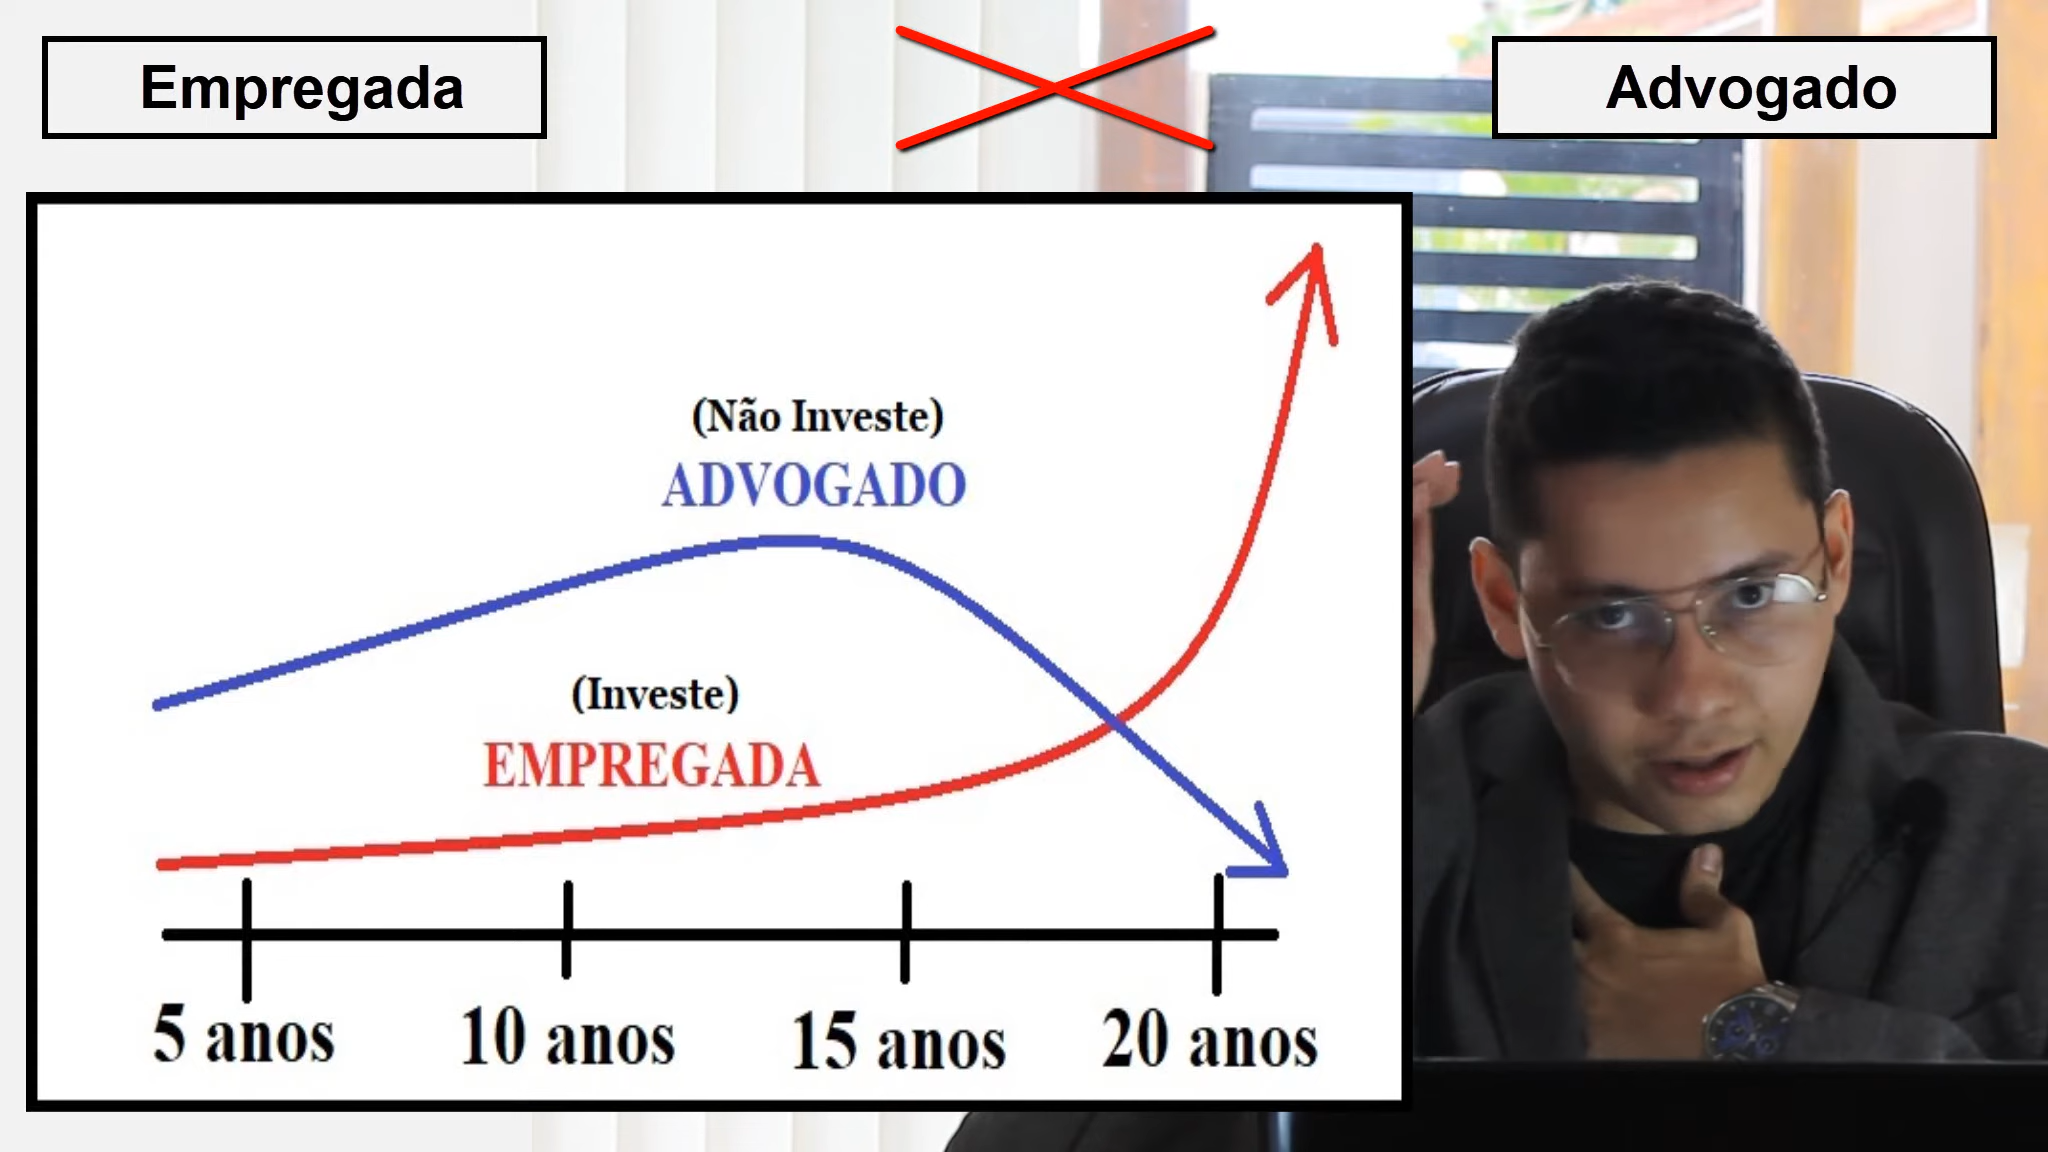 Empregada
Advogado
(Não Investe)
ADVOGADO
(Investe)
EMPREGADA
5 anos
10 anos
15 anos
20 anos